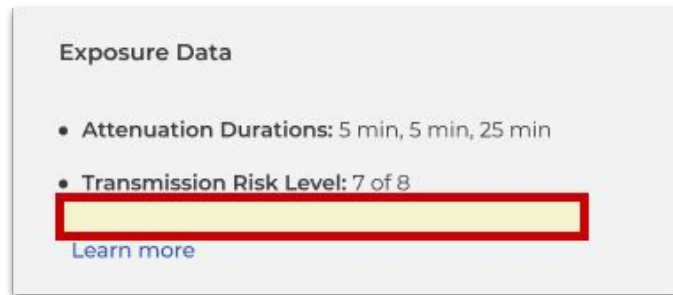 Exposure Data
• Attenuation Durations: 5 min, 5 min, 25 min
• Transmission Risk Level: 7 of 8
Learn more